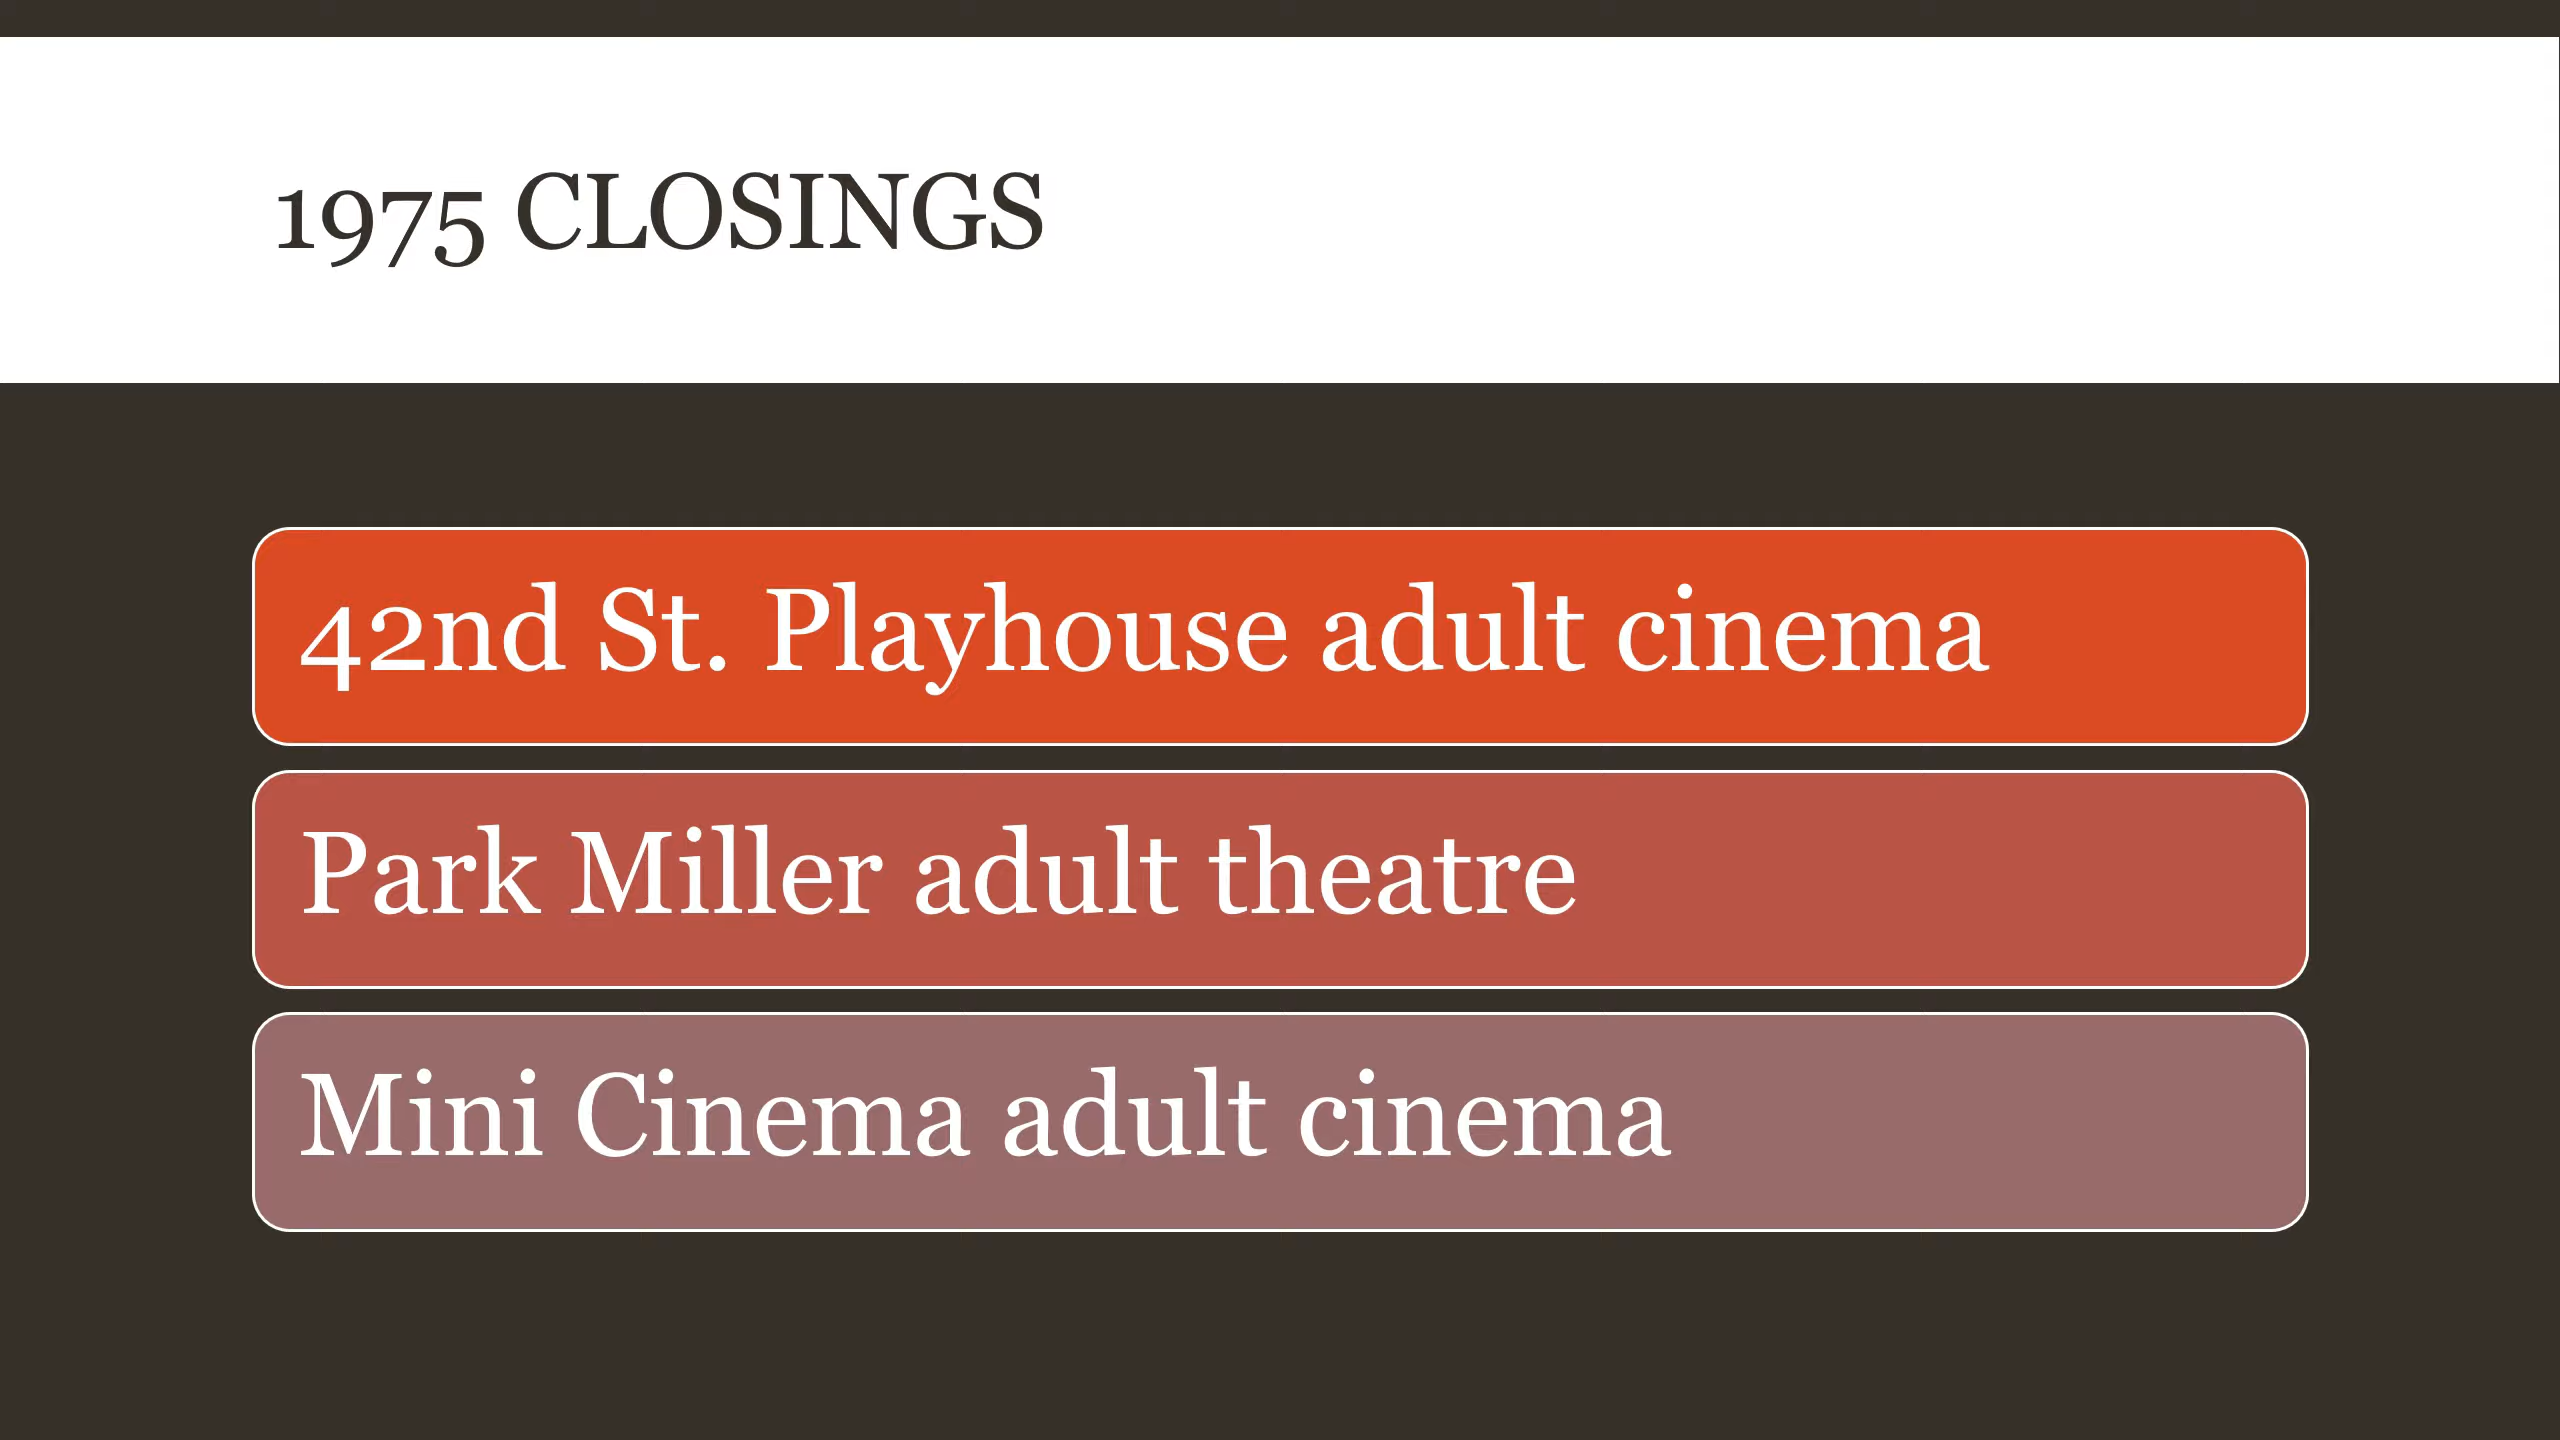 1975 CLOSINGS
42nd St. Playhouse adult cinema
Park Miller adult theatre
Mini Cinema adult cinema